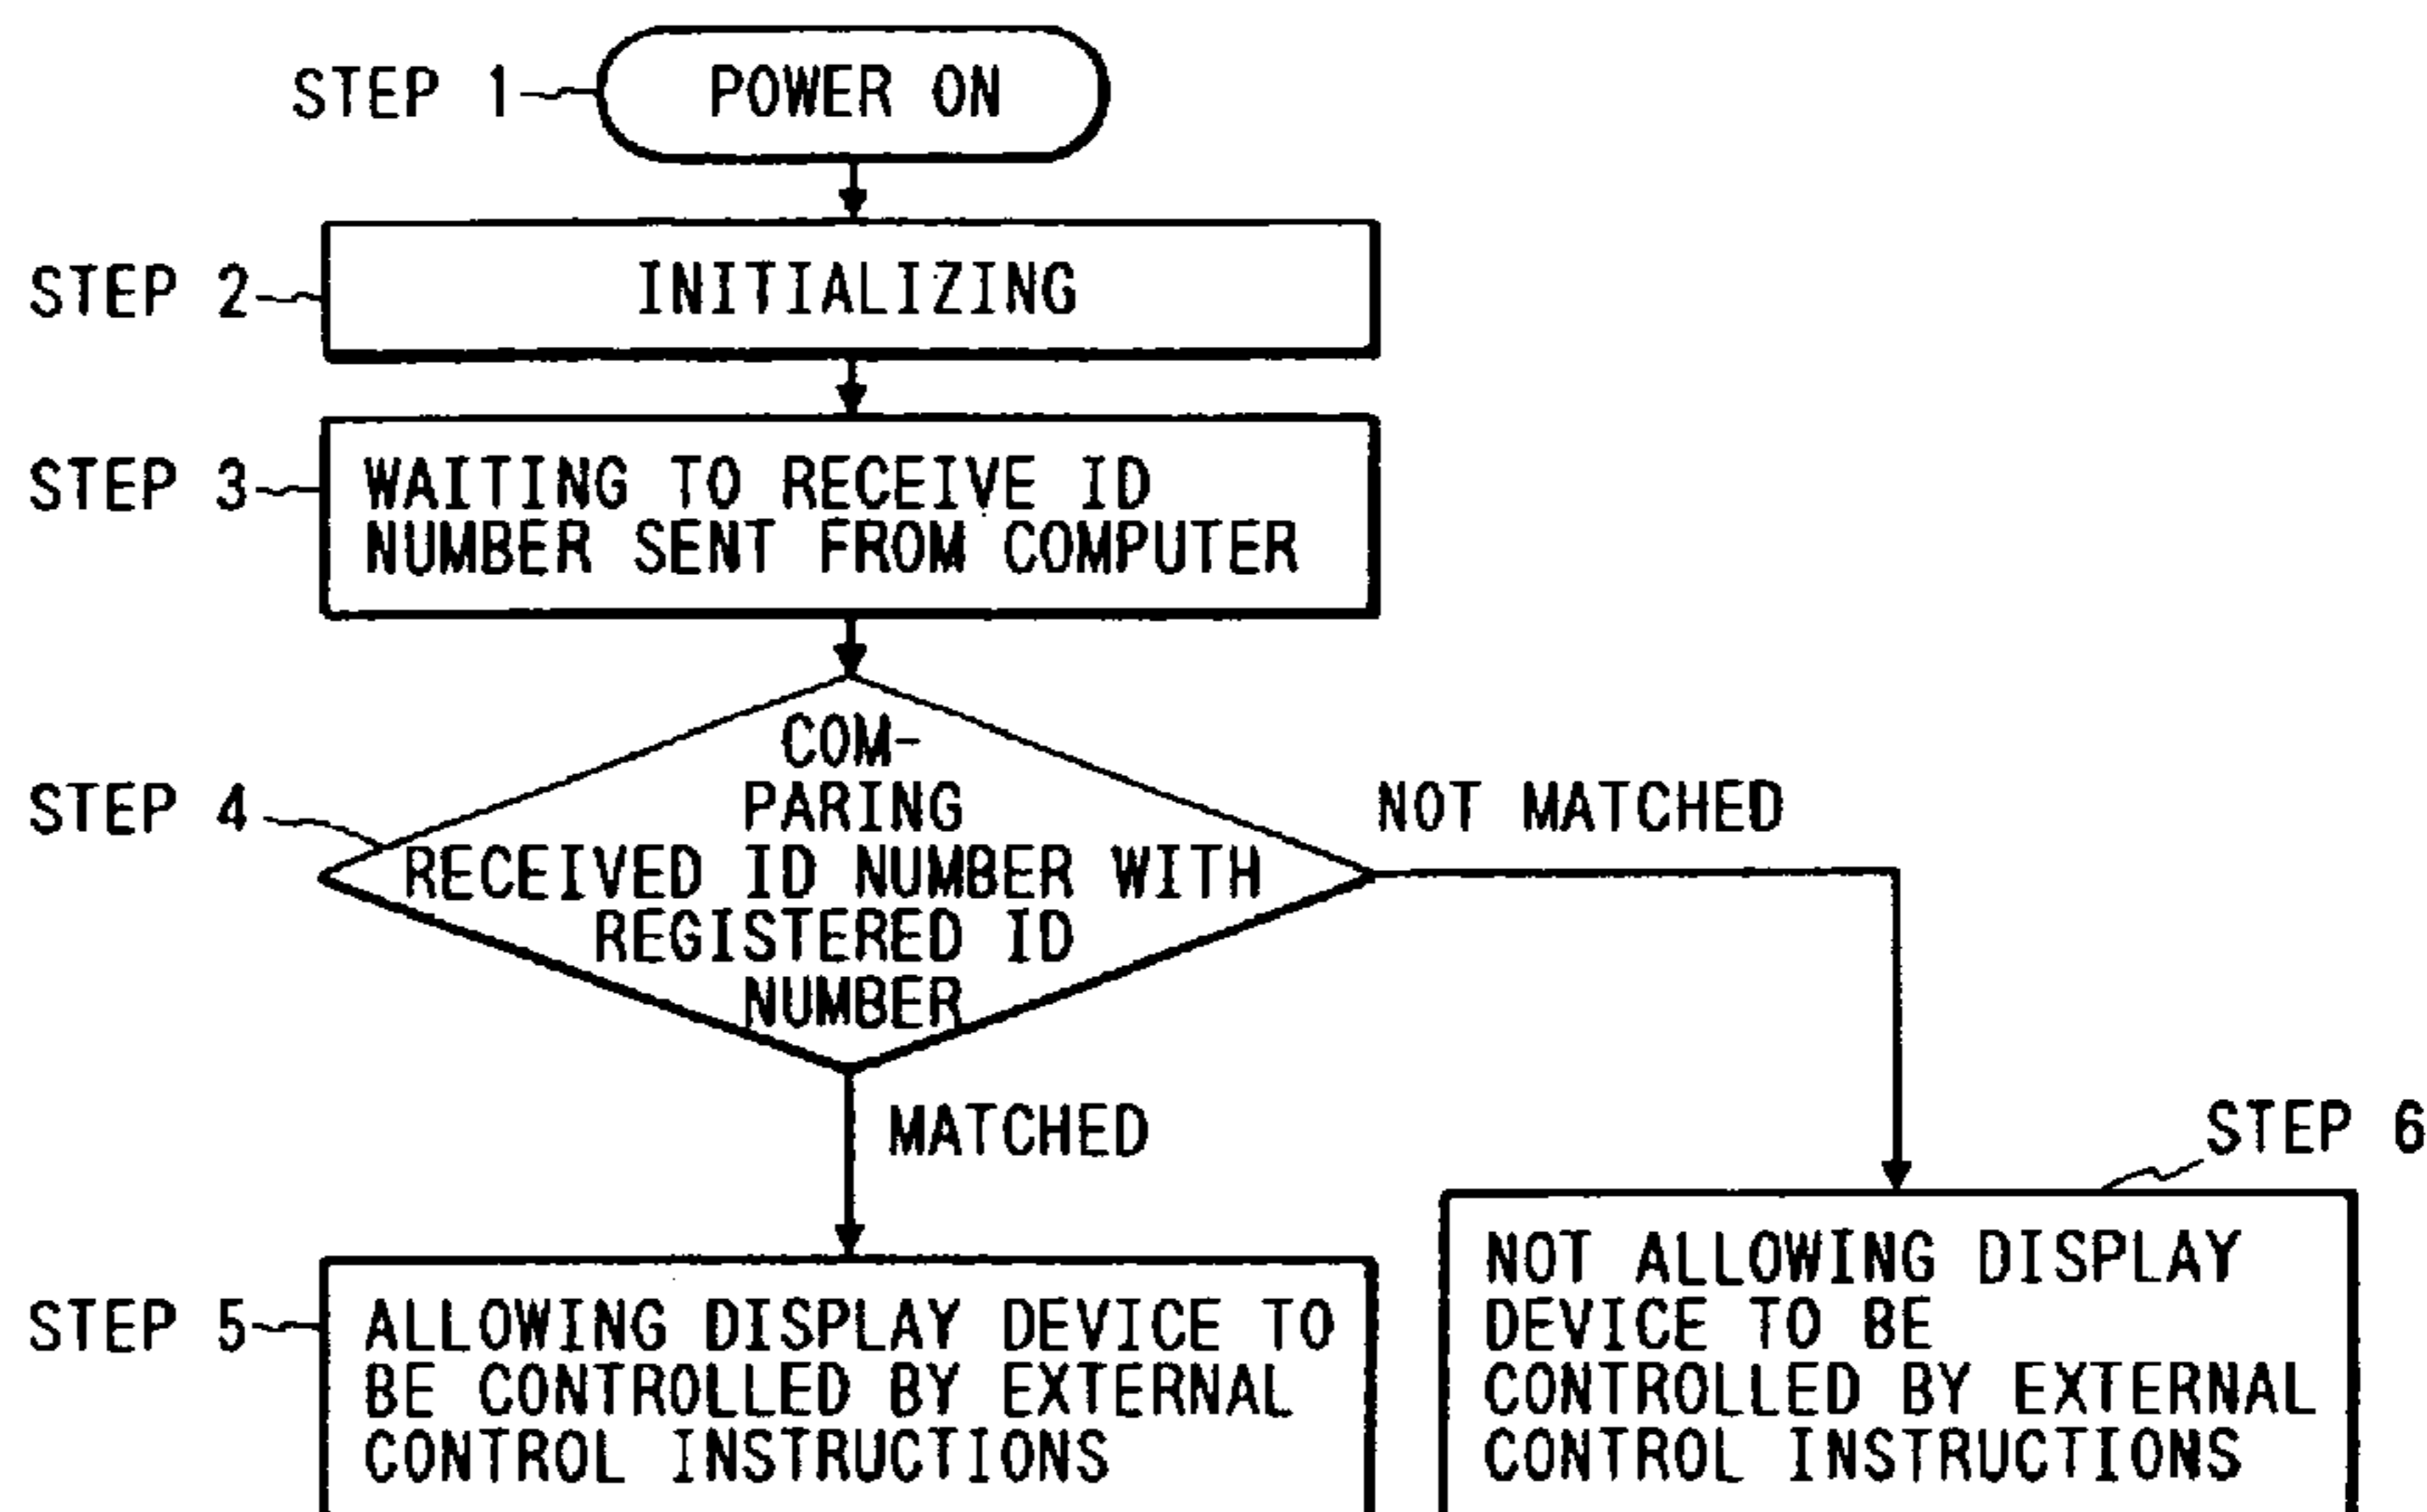 STEP 1
POWER ON
STEP 2
INITIALIZING
STEP 3
WAITING TO RECEIVE ID
NUMBER SENT FROM COMPUTER
STEP 4
COM-
PARING
RECEIVED ID NUMBER WITH
REGISTERED ID
NUMBER
NOT MATCHED
MATCHED
STEP 5
ALLOWING DISPLAY DEVICE TO
BE CONTROLLED BY EXTERNAL
CONTROL INSTRUCTIONS
STEP 6
NOT ALLOWING DISPLAY
DEVICE TO BE
CONTROLLED BY EXTERNAL
CONTROL INSTRUCTIONS